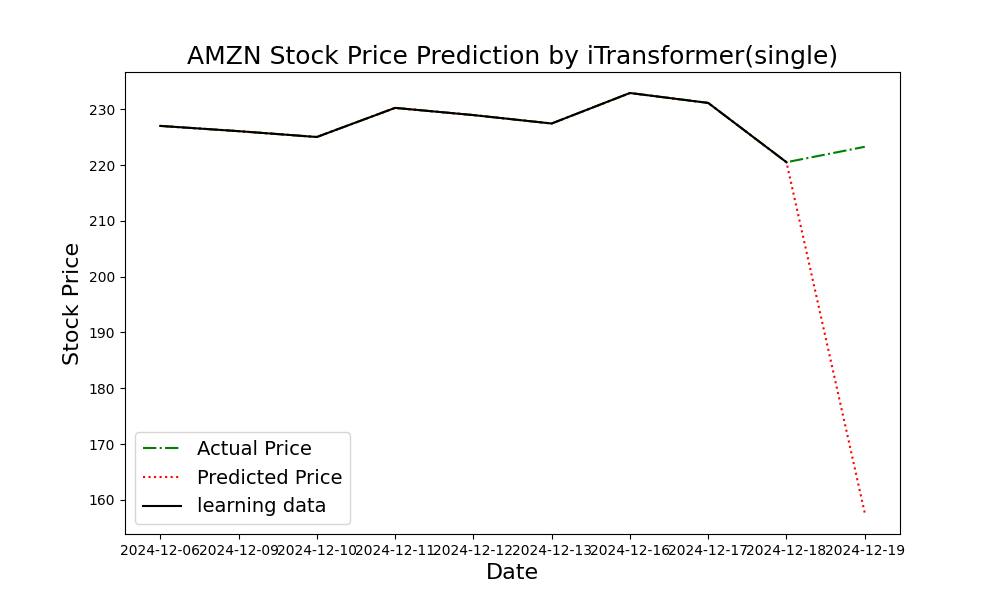 AMZN Stock Price Prediction by iTransformer(single)
Stock Price
230
220
210
200
190
180
170
160
Actual Price
Predicted Price
learning data
2024-12-06 2024-12-09 2024-12-10 2024-12-11 2024-12-12 2024-12-13 2024-12-16 2024-12-17 2024-12-18 2024-12-19
Date